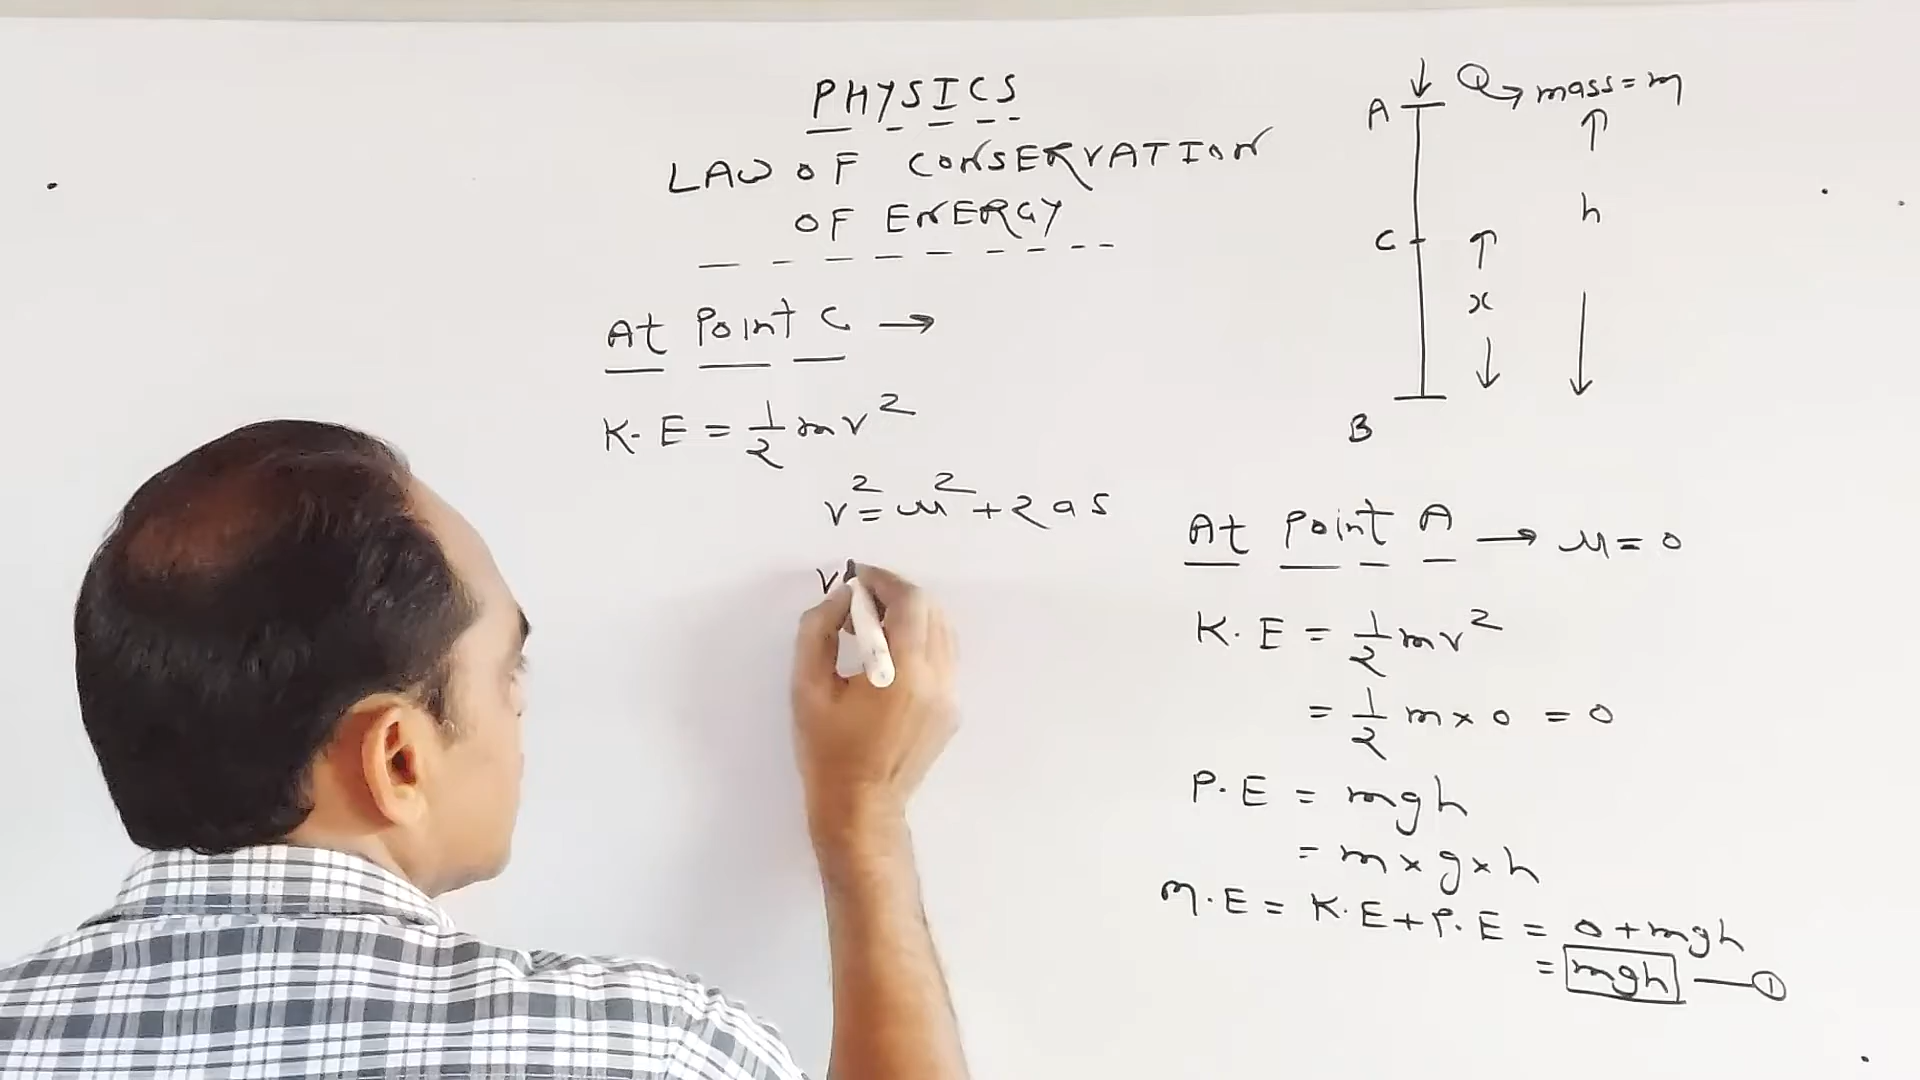 PHYSICS
LAW OF CONSERVATION
OF ENERGY
At Point C →
K.E = 1/2 mv²
v² = u² + 2as
v
A
mass = m
h
C
x
B
At Point A → u = 0
K.E = 1/2 mv²
= 1/2 m × 0 = 0
P.E = mgh
= m × g × h
M.E = K.E + P.E = 0 + mgh
= mgh — ①